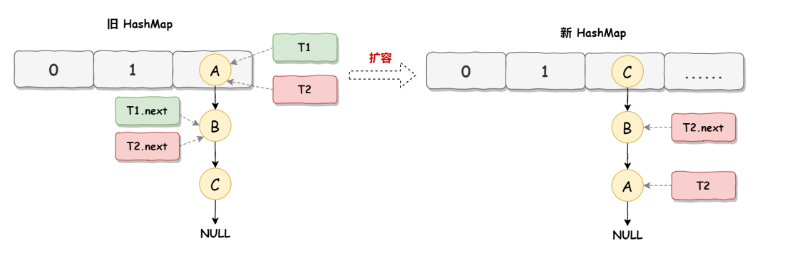 旧 HashMap
0
1
A
T1
T2
T1.next
T2.next
B
C
NULL
扩容
新 HashMap
0
1
C
......
B
T2.next
A
T2
NULL